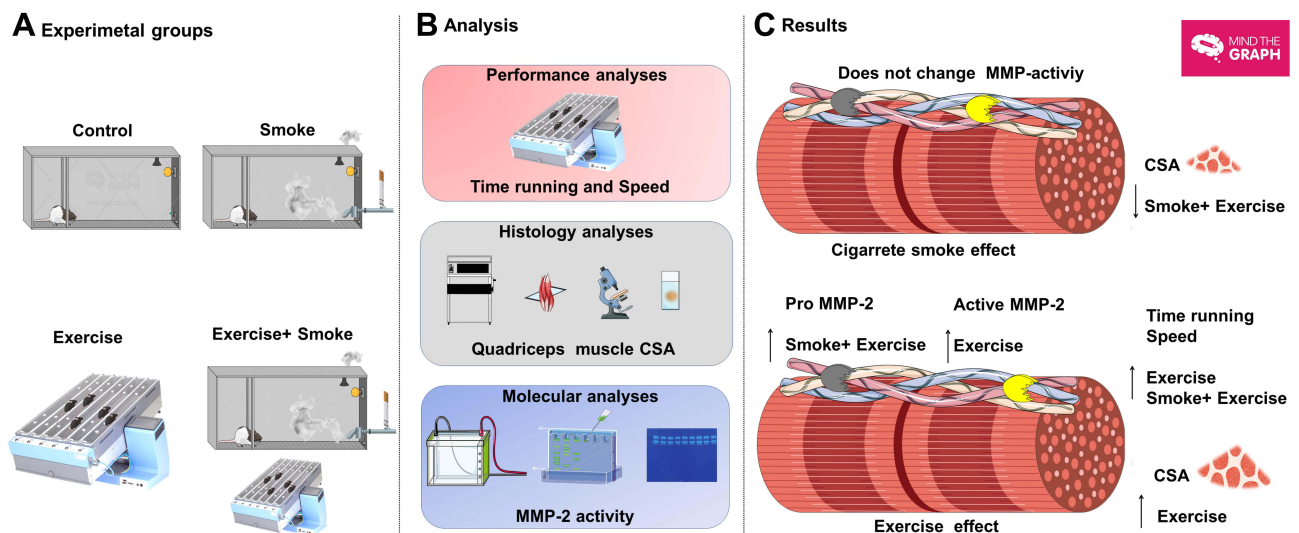 A Experimetal groups
Control
Smoke
MIND THE
GRAPH
Exercise
Exercise+ Smoke
B Analysis
Performance analyses
Time running and Speed
Histology analyses
Quadriceps muscle CSA
Molecular analyses
MMP-2 activity
C Results
MIND THE
GRAPH
Does not change MMP-activiy
CSA
Smoke+ Exercise
Cigarrete smoke effect
Pro MMP-2
Smoke+ Exercise
Active MMP-2
Exercise
Time running
Speed
Exercise
Smoke+ Exercise
CSA
Exercise
Exercise effect